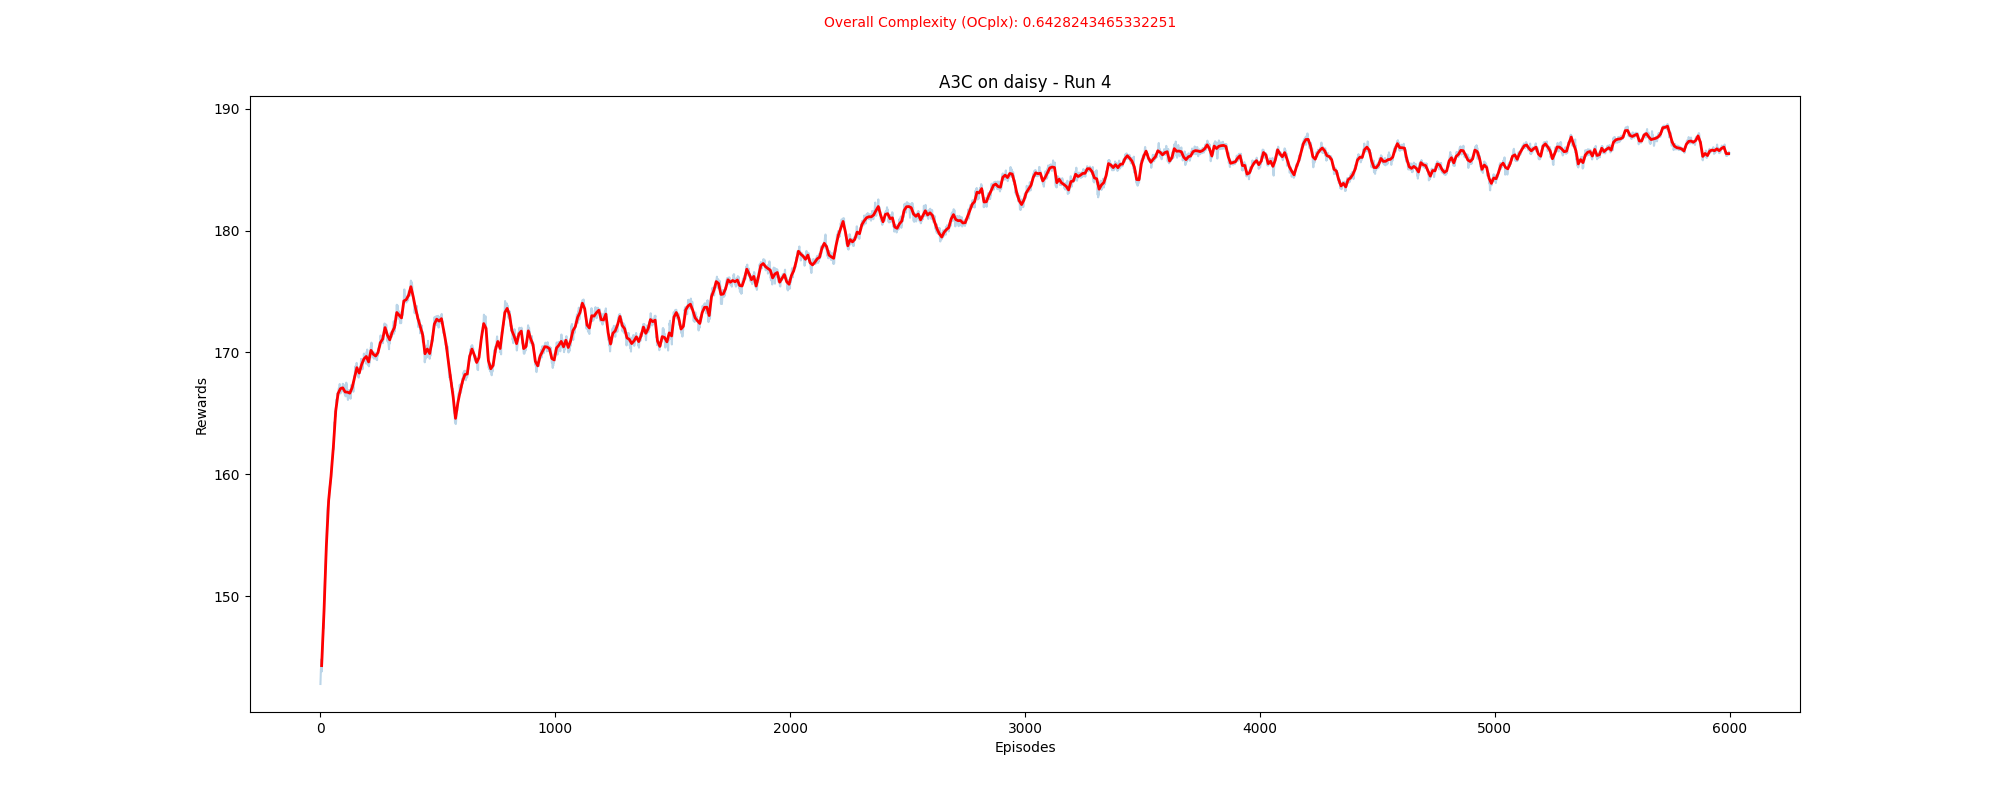 Overall Complexity (OCplx): 0.6428243465332251
A3C on daisy - Run 4
190
180
170
160
150
Rewards
0 1000 2000 3000 4000 5000 6000
Episodes